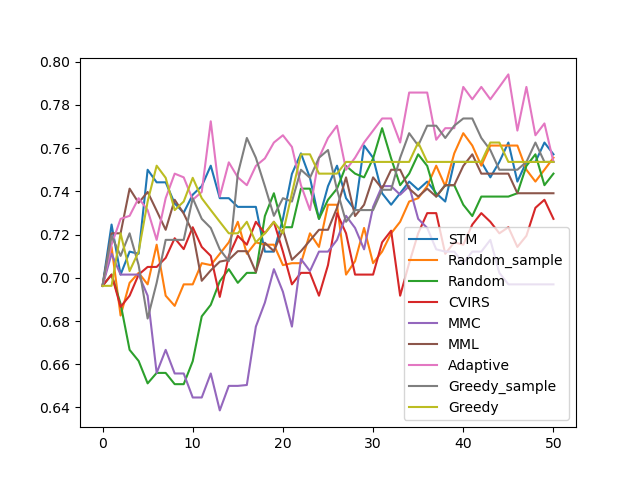 0.80
0.78
0.76
0.74
0.72
0.70
0.68
0.66
0.64
0 10 20 30 40 50
STM
Random_sample
Random
CVIRS
MMC
MML
Adaptive
Greedy_sample
Greedy